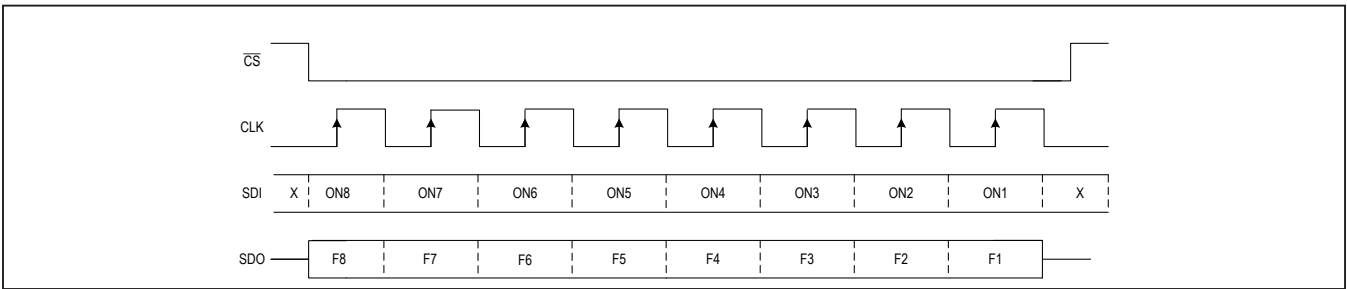 CS
CLK
SDI X ON8 ON7 ON6 ON5 ON4 ON3 ON2 ON1 X
SDO F8 F7 F6 F5 F4 F3 F2 F1